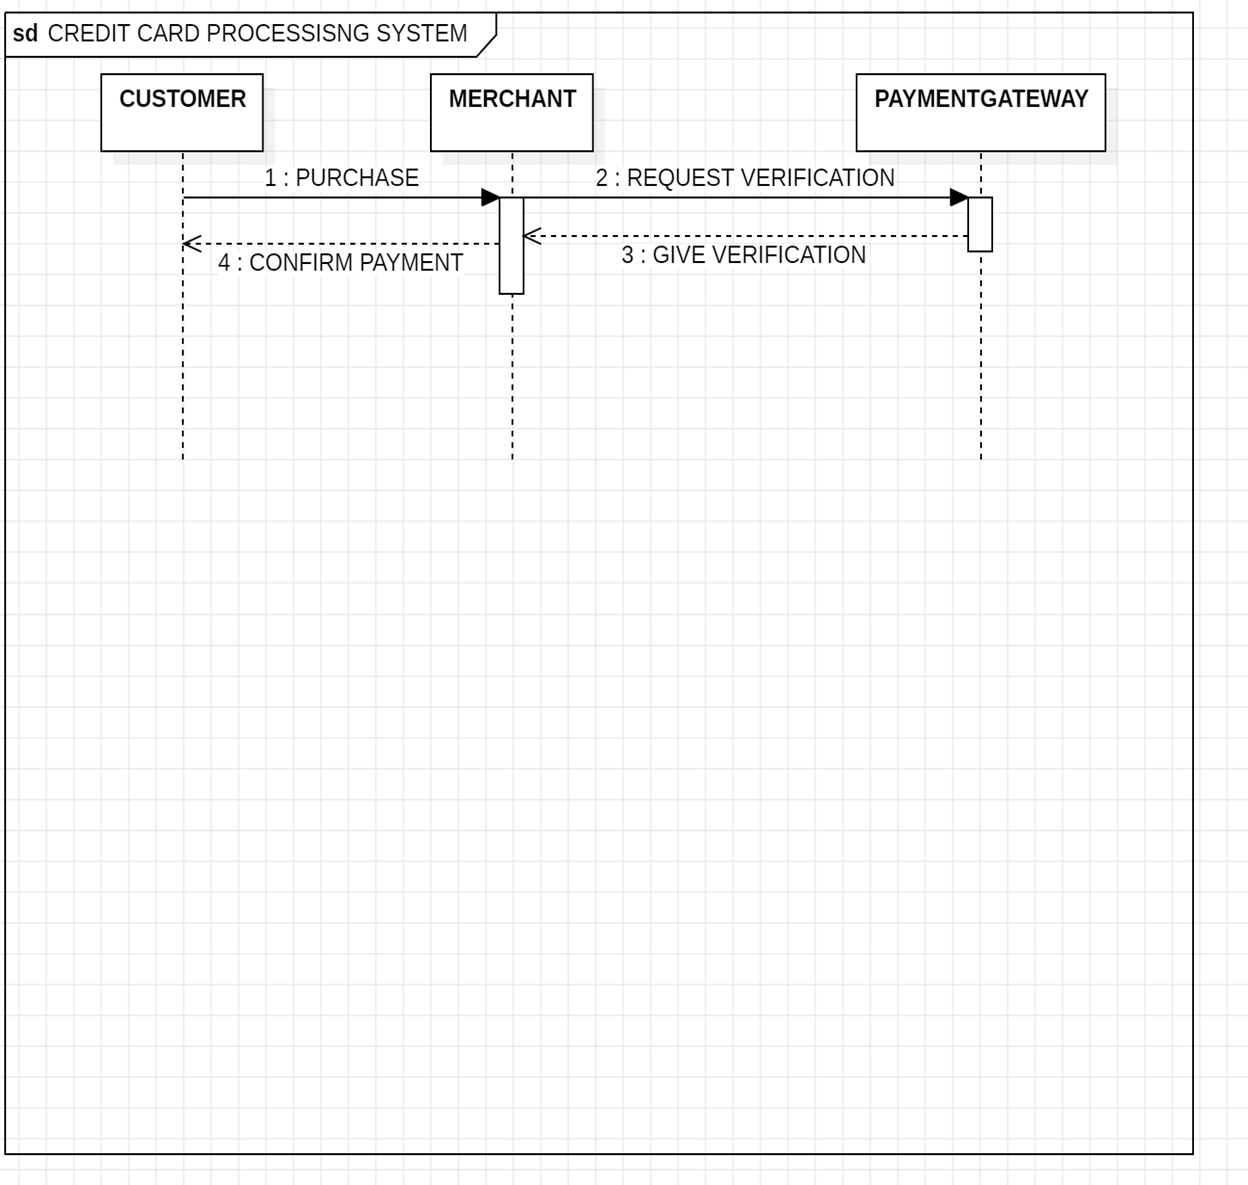 sd CREDIT CARD PROCESSISNG SYSTEM
CUSTOMER
MERCHANT
PAYMENTGATEWAY
1 : PURCHASE
2 : REQUEST VERIFICATION
3 : GIVE VERIFICATION
4 : CONFIRM PAYMENT